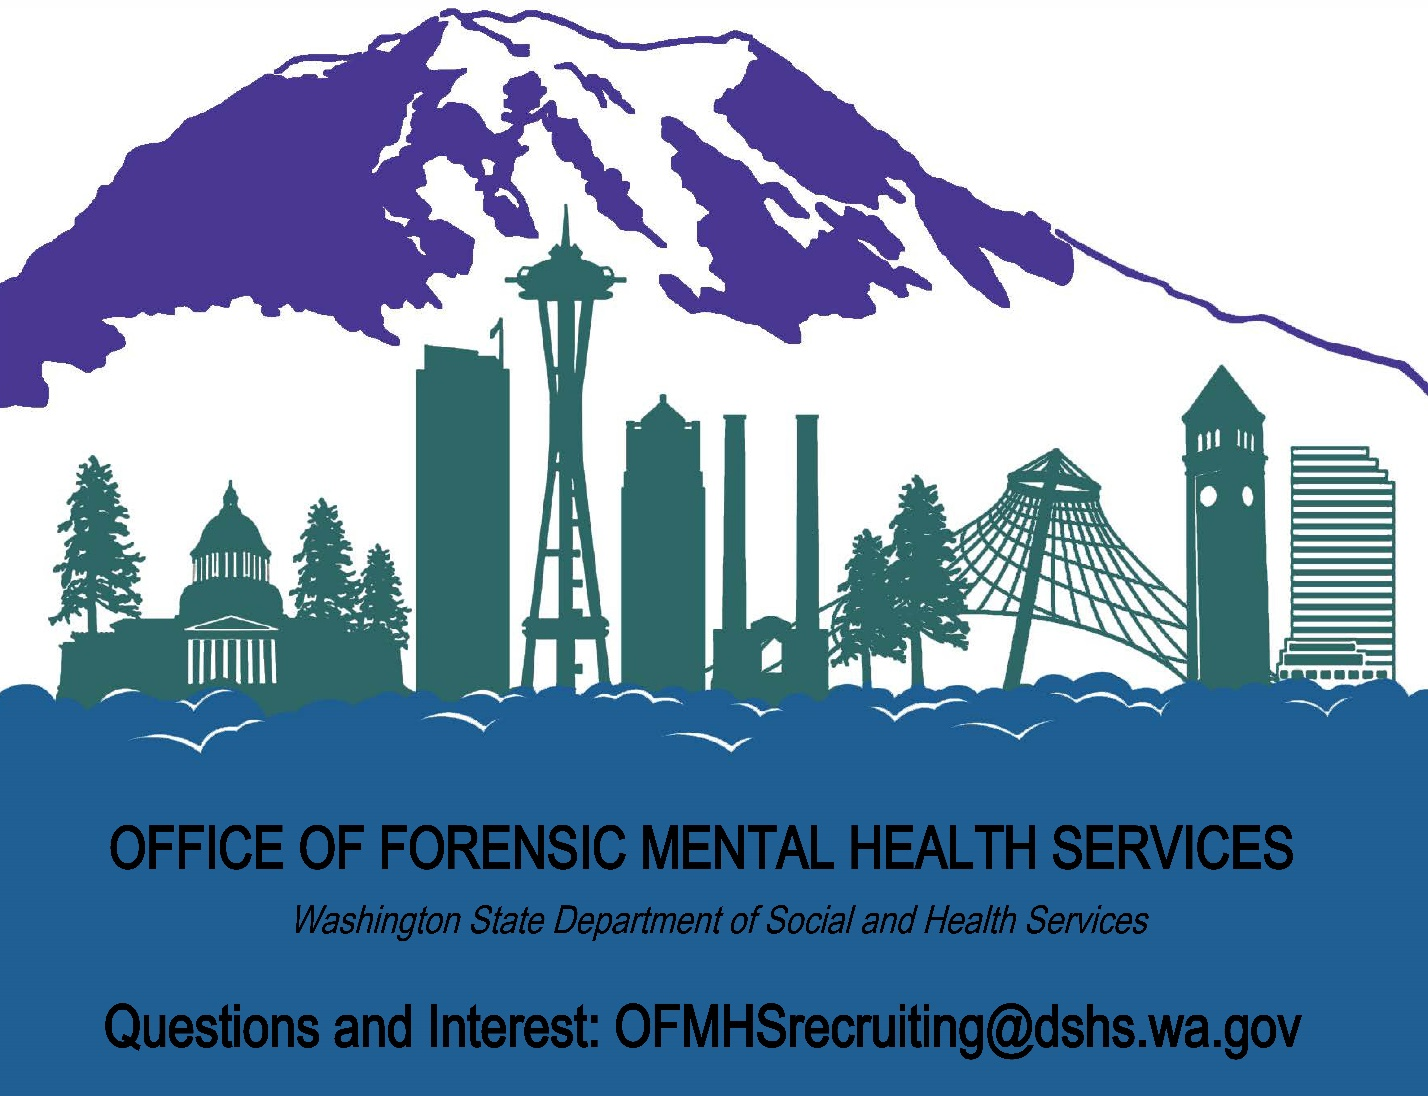 OFFICE OF FORENSIC MENTAL HEALTH SERVICES
Washington State Department of Social and Health Services
Questions and Interest: OFMHSrecruiting@dshs.wa.gov